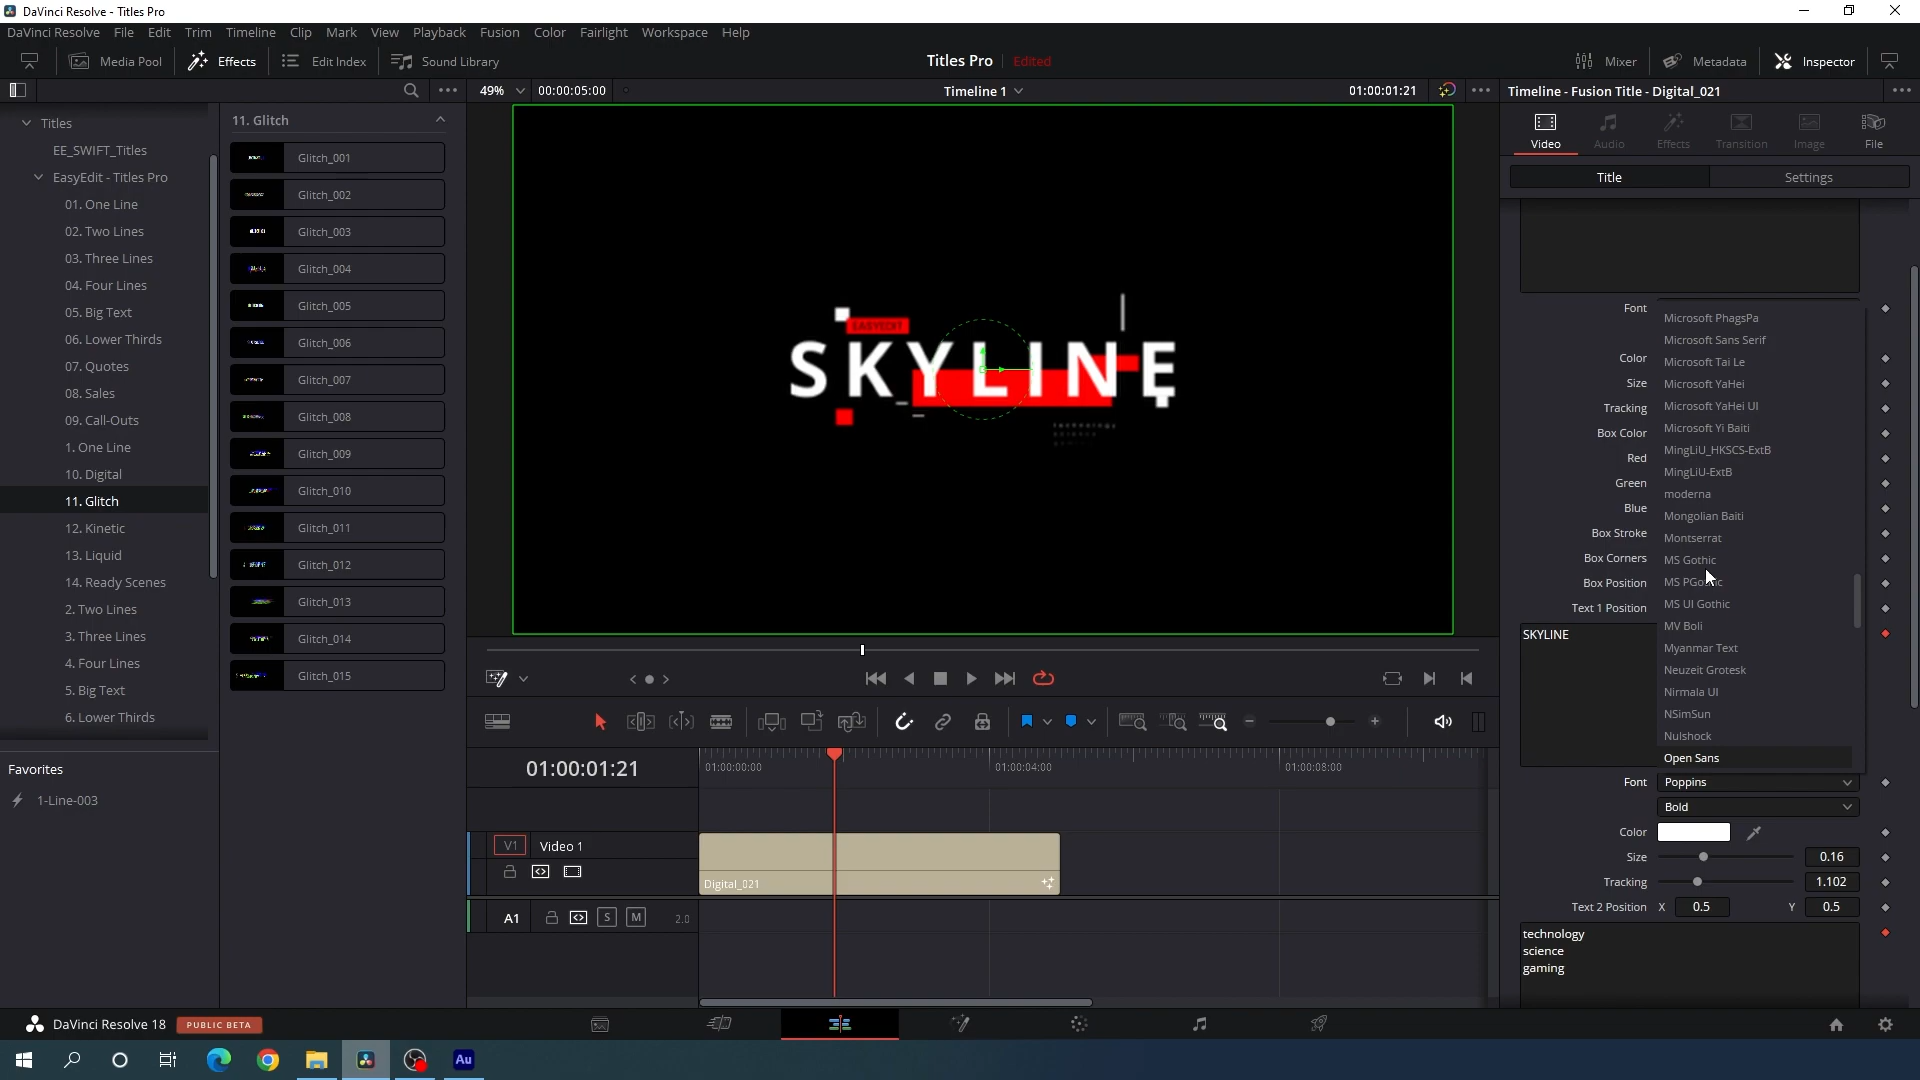 DaVinci Resolve - Titles Pro
DaVinci Resolve File Edit Trim Timeline Clip Mark View Playback Fusion Color Fairlight Workspace Help
Media Pool Effects Edit Index Sound Library Titles Pro Edited Mixer Metadata Inspector
49% 00:00:05:00 Timeline 1 01:00:01:21 Timeline - Fusion Title - Digital_021
Titles
EE_SWIFT_Titles
EasyEdit - Titles Pro
01. One Line
02. Two Lines
03. Three Lines
04. Four Lines
05. Big Text
06. Lower Thirds
07. Quotes
08. Sales
09. Call-Outs
1. One Line
10. Digital
11. Glitch
12. Kinetic
13. Liquid
14. Ready Scenes
2. Two Lines
3. Three Lines
4. Four Lines
5. Big Text
6. Lower Thirds
Favorites
1-Line-003
11. Glitch
Glitch_001
Glitch_002
Glitch_003
Glitch_004
Glitch_005
Glitch_006
Glitch_007
Glitch_008
Glitch_009
Glitch_010
Glitch_011
Glitch_012
Glitch_013
Glitch_014
Glitch_015
EASYEDIT
SKYLINE
technology
science
Video Audio Effects Transition Image File
Title Settings
Font
Color
Size
Tracking
Box Color
Red
Green
Blue
Box Stroke
Box Corners
Box Position
Text 1 Position
SKYLINE
Microsoft PhagsPa
Microsoft Sans Serif
Microsoft Tai Le
Microsoft YaHei
Microsoft YaHei UI
Microsoft Yi Baiti
MingLiU_HKSCS-ExtB
MingLiU-ExtB
moderna
Mongolian Baiti
Montserrat
MS Gothic
MS PGothic
MS UI Gothic
MV Boli
Myanmar Text
Neuzeit Grotesk
Nirmala UI
NSimSun
Nulshock
Open Sans
Font Poppins
Bold
Color
Size 0.16
Tracking 1.102
Text 2 Position X 0.5 Y 0.5
technology
science
gaming
01:00:01:21 01:00:00:00 01:00:04:00 01:00:08:00
V1 Video 1
Digital_021
A1 S M 2.0
DaVinci Resolve 18 PUBLIC BETA
Au